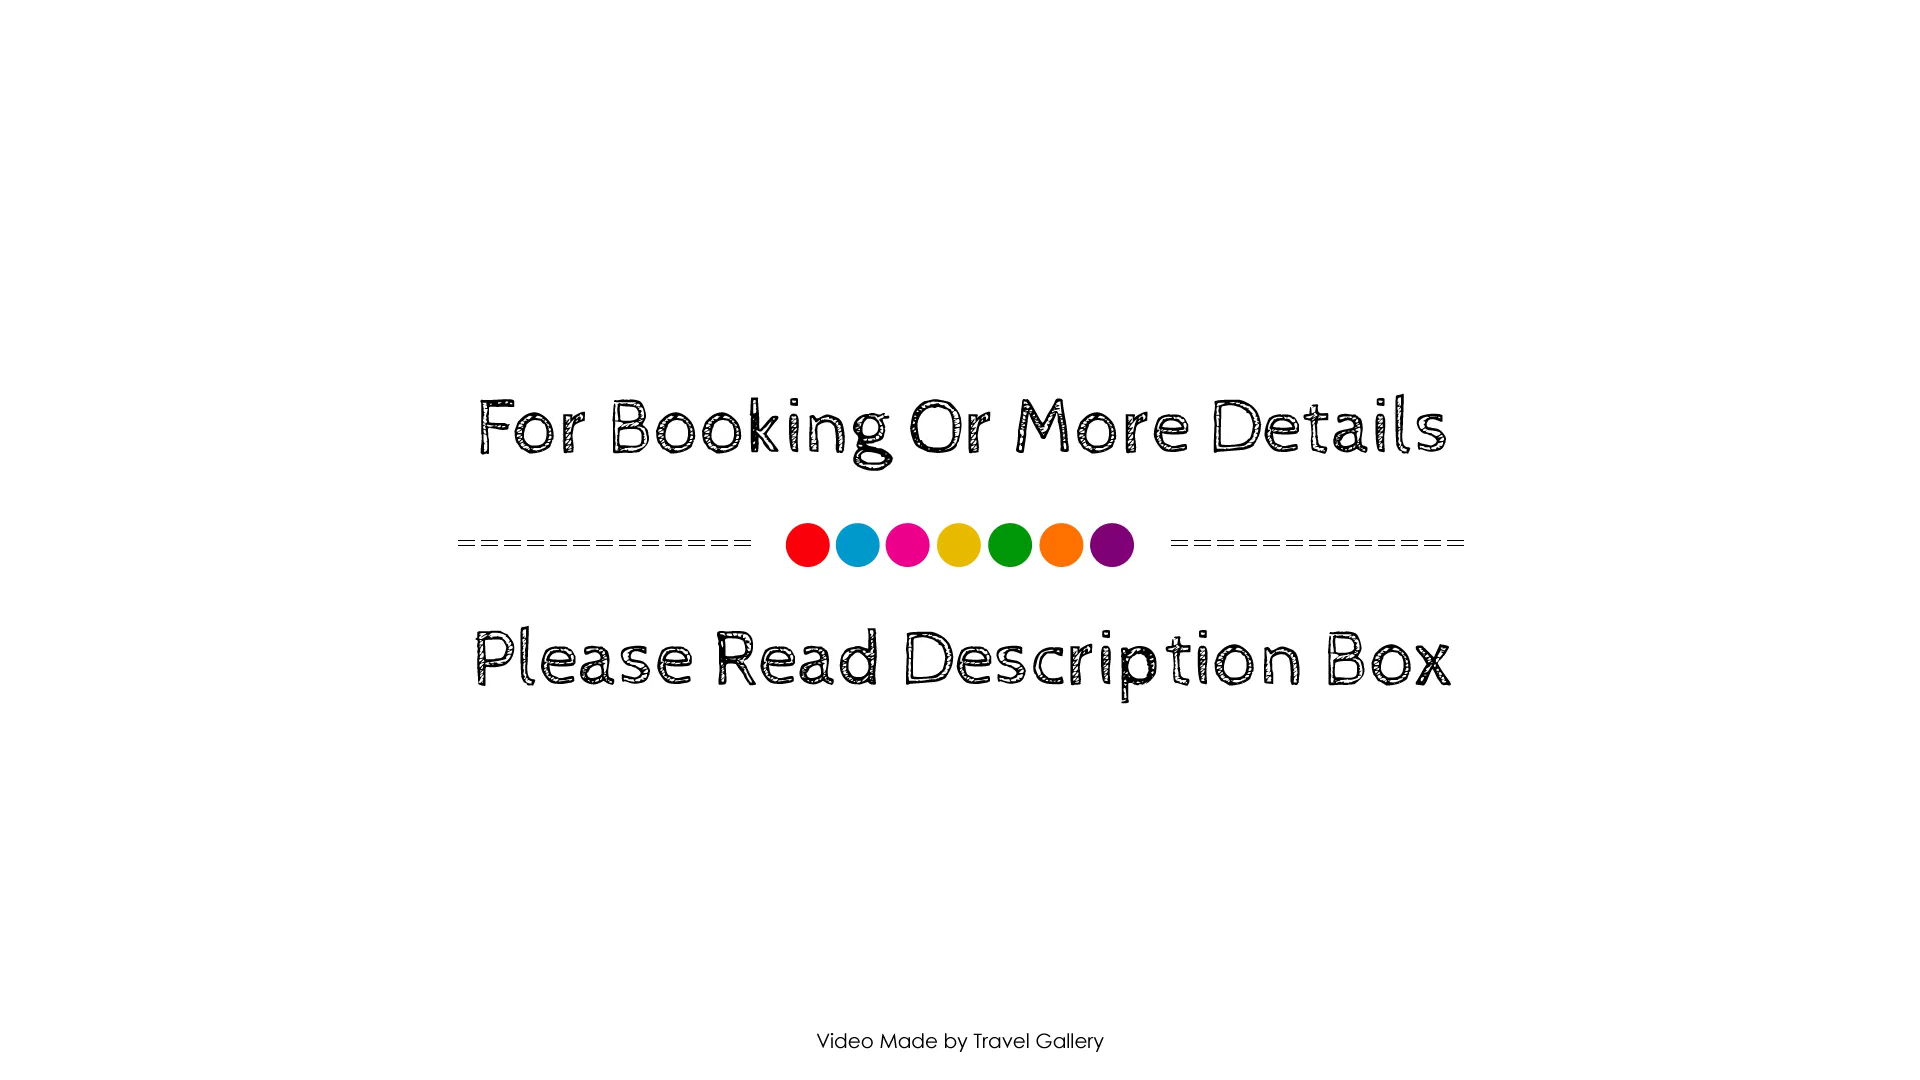 For Booking Or More Details
============= =============
Please Read Description Box
Video Made by Travel Gallery